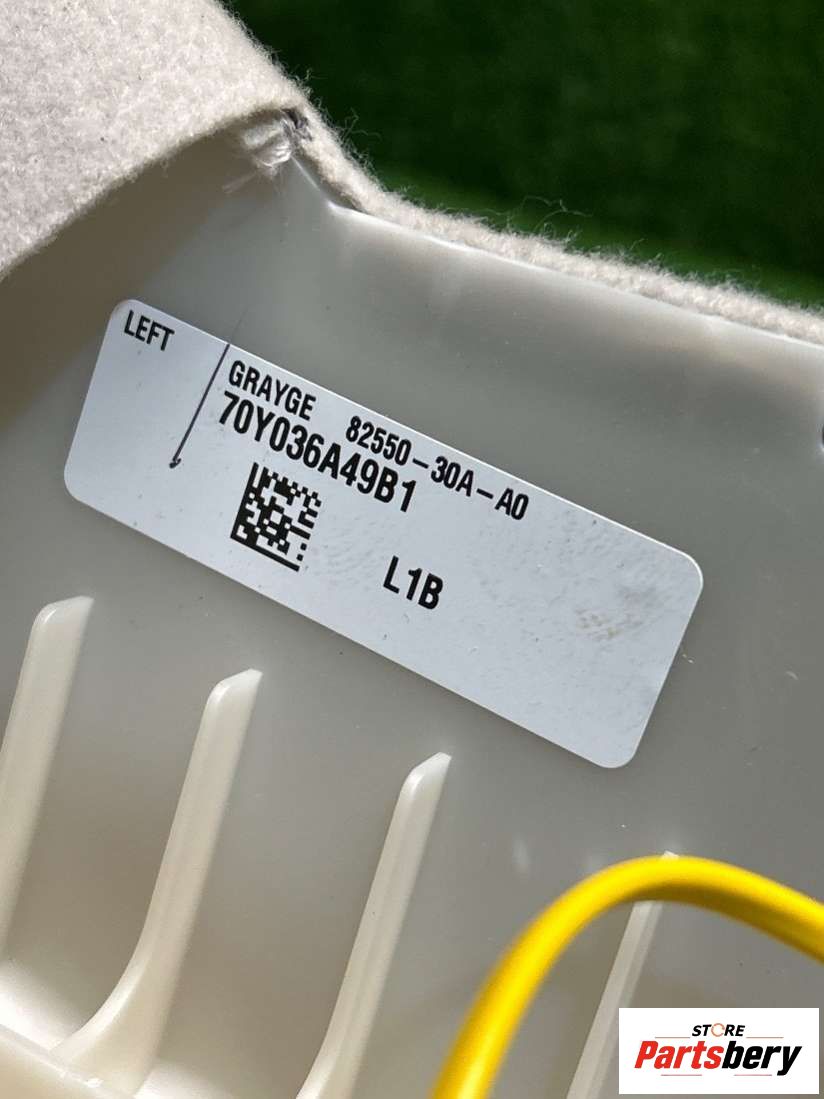 LEFT
GRAYGE 82550-30A-A0
70Y036A49B1
L1B
STORE
Partsbery